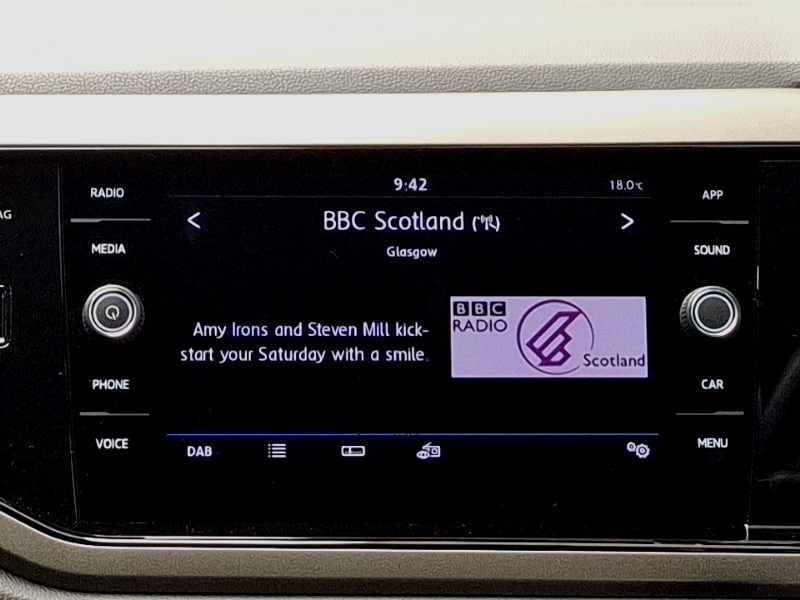 RADIO
9:42
18.0℃
APP
AG
< BBC Scotland >
MEDIA
Glasgow
SOUND
Amy Irons and Steven Mill kick-
start your Saturday with a smile.
BBC
RADIO
Scotland
PHONE
CAR
VOICE
DAB
MENU